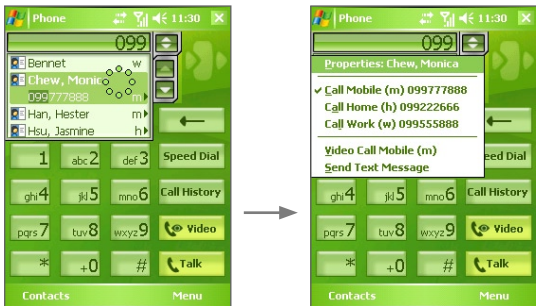 Phone
11:30
099
Bennet w
Chew, Monica
099777888 m
Han, Hester m
Hsu, Jasmine h
1 abc 2 def 3 Speed Dial
ghi 4 jkl 5 mno 6 Call History
pqrs 7 tuv 8 wxyz 9 Video
* +0 # Talk
Contacts Menu
Phone
11:30
099
Properties: Chew, Monica
Call Mobile (m) 099777888
Call Home (h) 099222666
Call Work (w) 099555888
Video Call Mobile (m)
Send Text Message
eed Dial
ghi 4 jkl 5 mno 6 Call History
pqrs 7 tuv 8 wxyz 9 Video
* +0 # Talk
Contacts Menu